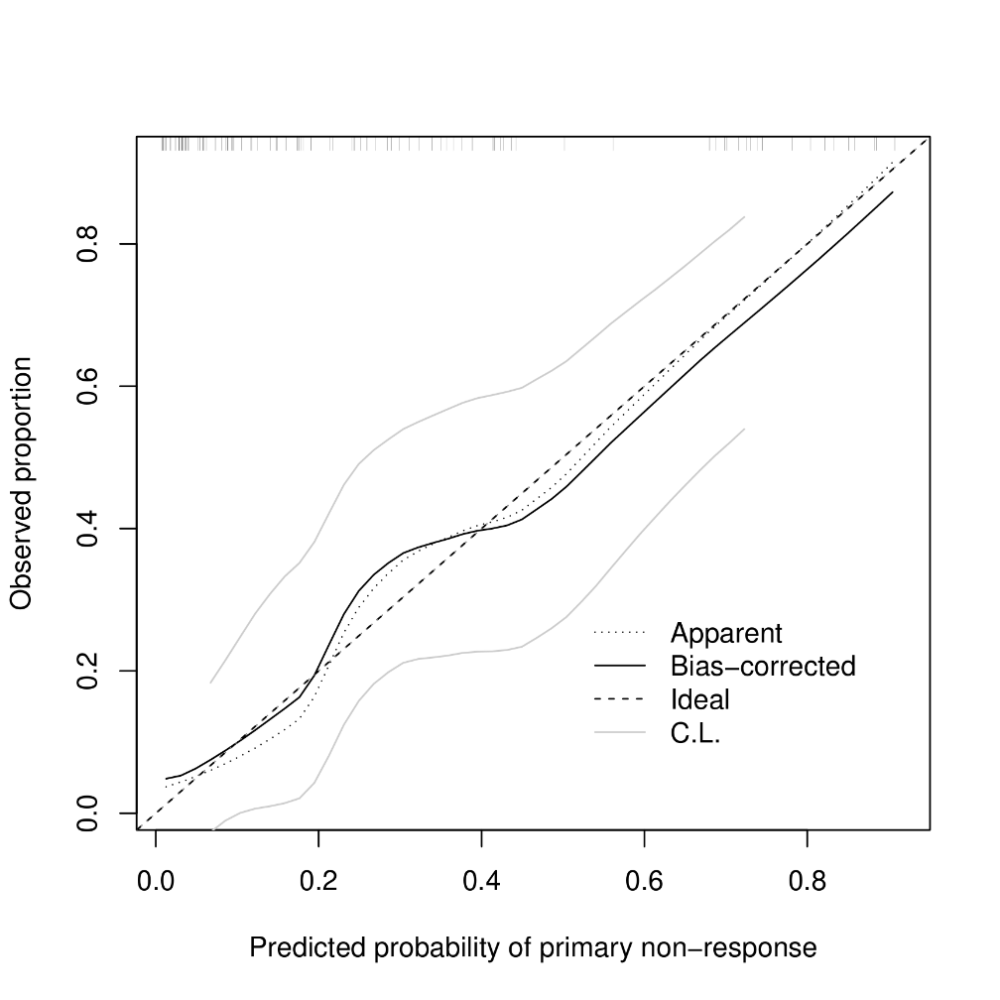 Observed proportion
0.8
0.6
0.4
0.2
0.0
Apparent
Bias−corrected
Ideal
C.L.
0.0 0.2 0.4 0.6 0.8
Predicted probability of primary non−response